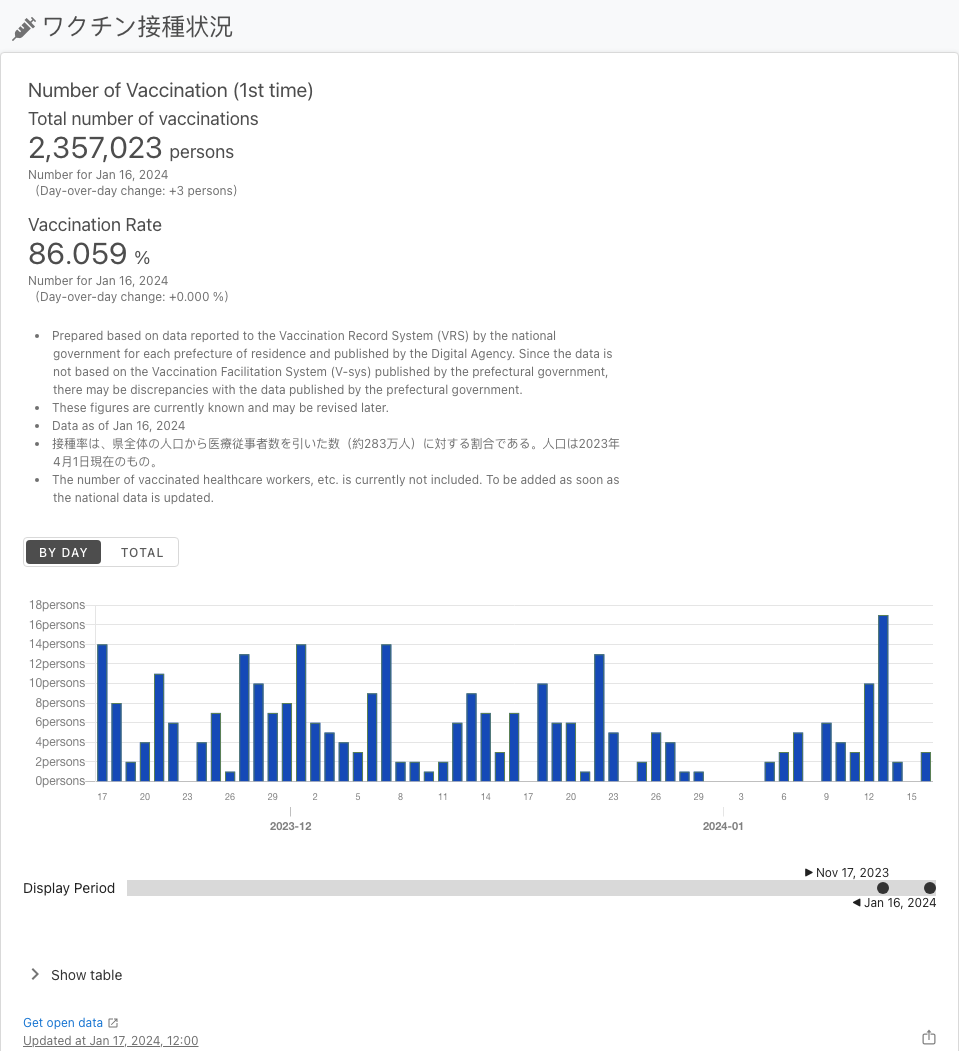 ワクチン接種状況
Number of Vaccination (1st time)
Total number of vaccinations
2,357,023 persons
Number for Jan 16, 2024
(Day-over-day change: +3 persons)
Vaccination Rate
86.059 %
Number for Jan 16, 2024
(Day-over-day change: +0.000 %)
• Prepared based on data reported to the Vaccination Record System (VRS) by the national
government for each prefecture of residence and published by the Digital Agency. Since the data is
not based on the Vaccination Facilitation System (V-sys) published by the prefectural government,
there may be discrepancies with the data published by the prefectural government.
• These figures are currently known and may be revised later.
• Data as of Jan 16, 2024
• 接種率は、県全体の人口から医療従事者数を引いた数（約283万人）に対する割合である。人口は2023年
4月1日現在のもの。
• The number of vaccinated healthcare workers, etc. is currently not included. To be added as soon as
the national data is updated.
BY DAY TOTAL
18persons
16persons
14persons
12persons
10persons
8persons
6persons
4persons
2persons
0persons
17 20 23 26 29 2 5 8 11 14 17 20 23 26 29 3 6 9 12 15
2023-12 2024-01
▶ Nov 17, 2023
Display Period
◀ Jan 16, 2024
Show table
Get open data
Updated at Jan 17, 2024, 12:00